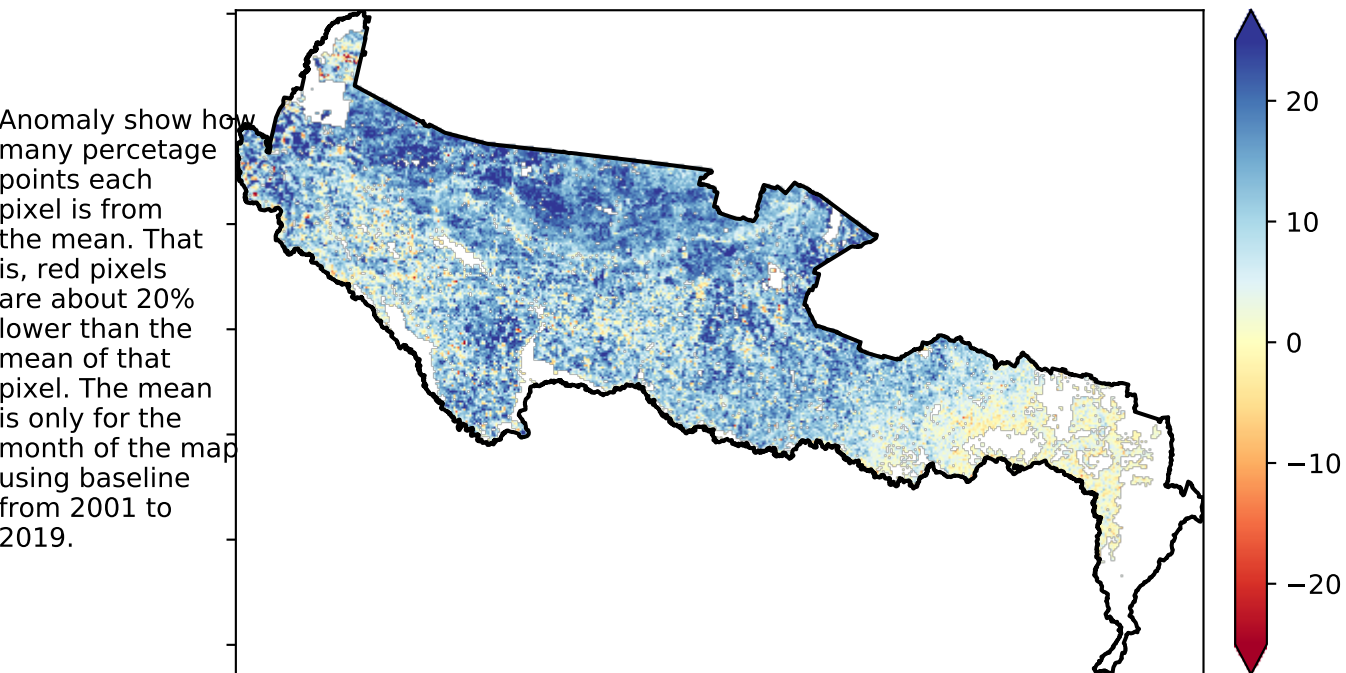 Anomaly show how
many percetage
points each
pixel is from
the mean. That
is, red pixels
are about 20%
lower than the
mean of that
pixel. The mean
is only for the
month of the map
using baseline
from 2001 to
2019.
20
10
0
−10
−20